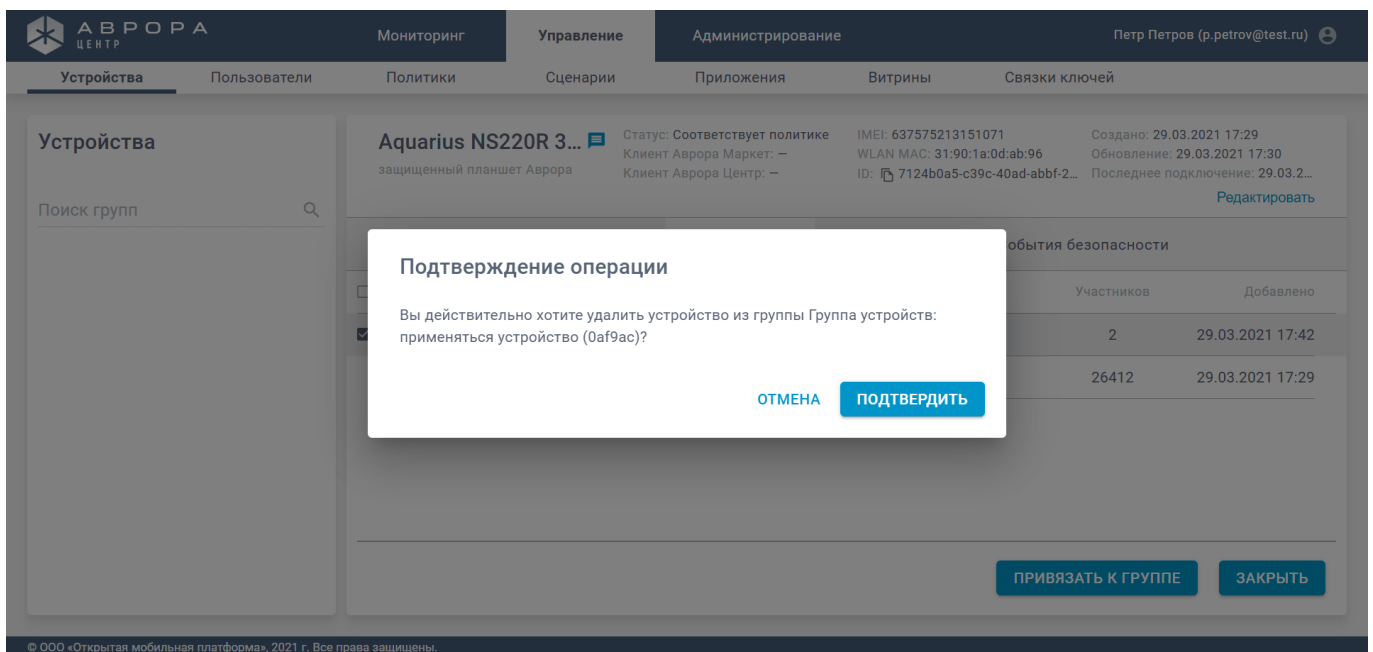 АВРОРА
ЦЕНТР
Мониторинг
Управление
Администрирование
Петр Петров (p.petrov@test.ru)
Устройства
Пользователи
Политики
Сценарии
Приложения
Витрины
Связки ключей
Устройства
Поиск групп
Aquarius NS220R 3...
защищенный планшет Аврора
Статус: Соответствует политике
Клиент Аврора Маркет: —
Клиент Аврора Центр: —
IMEI: 637575213151071
WLAN MAC: 31:90:1a:0d:ab:96
ID: 7124b0a5-c39c-40ad-abbf-2...
Создано: 29.03.2021 17:29
Обновление: 29.03.2021 17:30
Последнее подключение: 29.03.2...
Редактировать
обытия безопасности
Участников
Добавлено
2
29.03.2021 17:42
26412
29.03.2021 17:29
Подтверждение операции
Вы действительно хотите удалить устройство из группы Группа устройств:
применяться устройство (0af9ac)?
ОТМЕНА
ПОДТВЕРДИТЬ
ПРИВЯЗАТЬ К ГРУППЕ
ЗАКРЫТЬ
© ООО «Открытая мобильная платформа», 2021 г. Все права защищены.